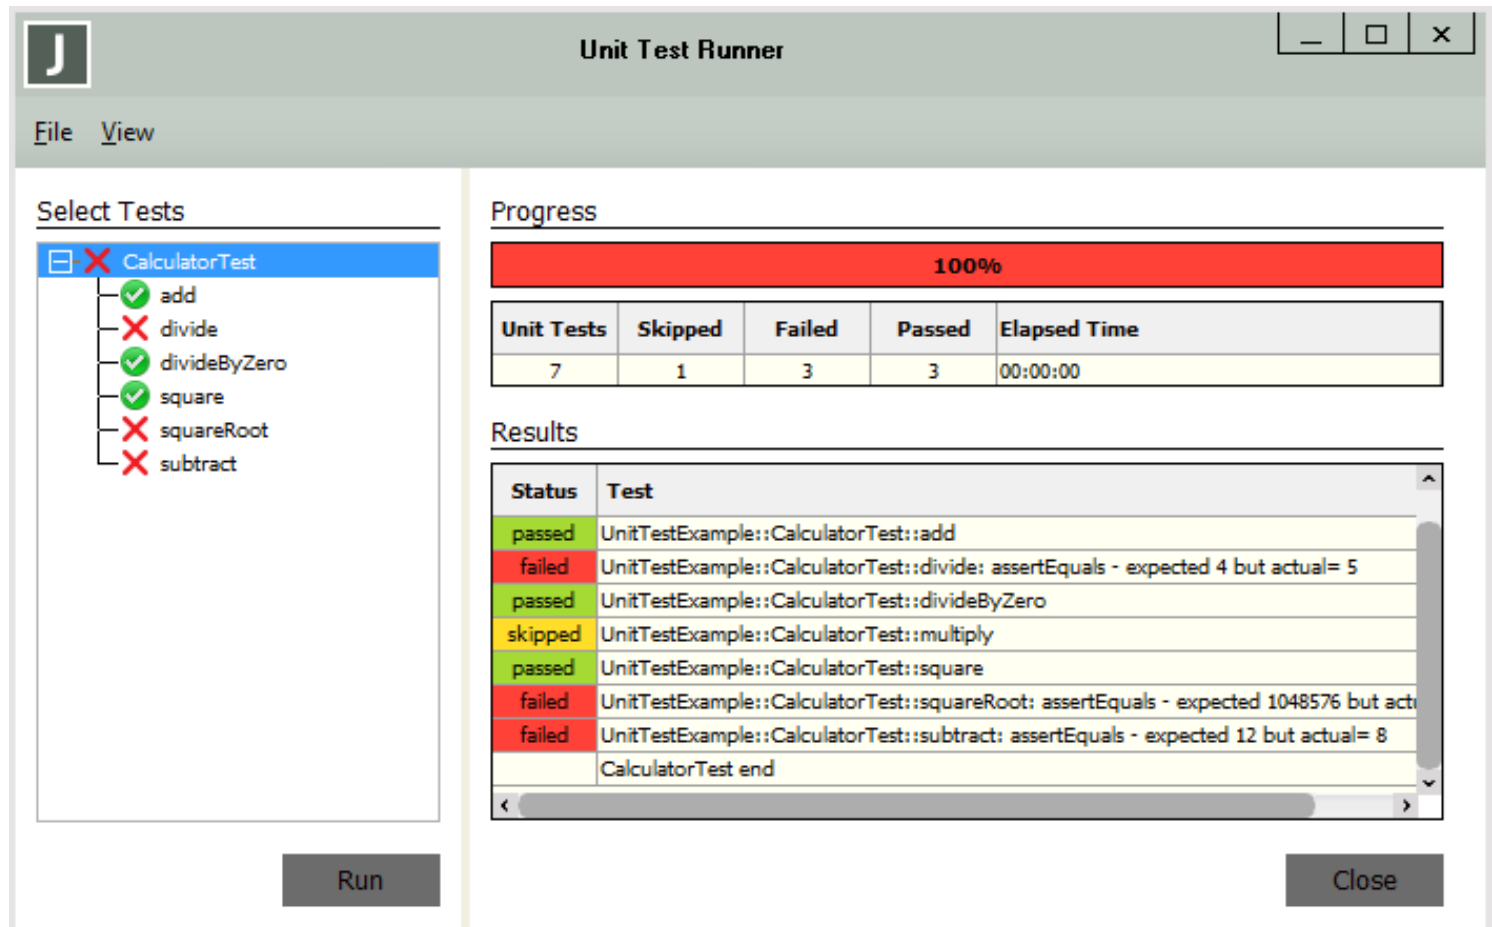 J
Unit Test Runner
File View
Select Tests
CalculatorTest
add
divide
divideByZero
square
squareRoot
subtract
Run
Progress
100%
Unit Tests Skipped Failed Passed Elapsed Time
7 1 3 3 00:00:00
Results
Status Test
passed UnitTestExample::CalculatorTest::add
failed UnitTestExample::CalculatorTest::divide: assertEquals - expected 4 but actual= 5
passed UnitTestExample::CalculatorTest::divideByZero
skipped UnitTestExample::CalculatorTest::multiply
passed UnitTestExample::CalculatorTest::square
failed UnitTestExample::CalculatorTest::squareRoot: assertEquals - expected 1048576 but
failed UnitTestExample::CalculatorTest::subtract: assertEquals - expected 12 but actual= 8
CalculatorTest end
Close